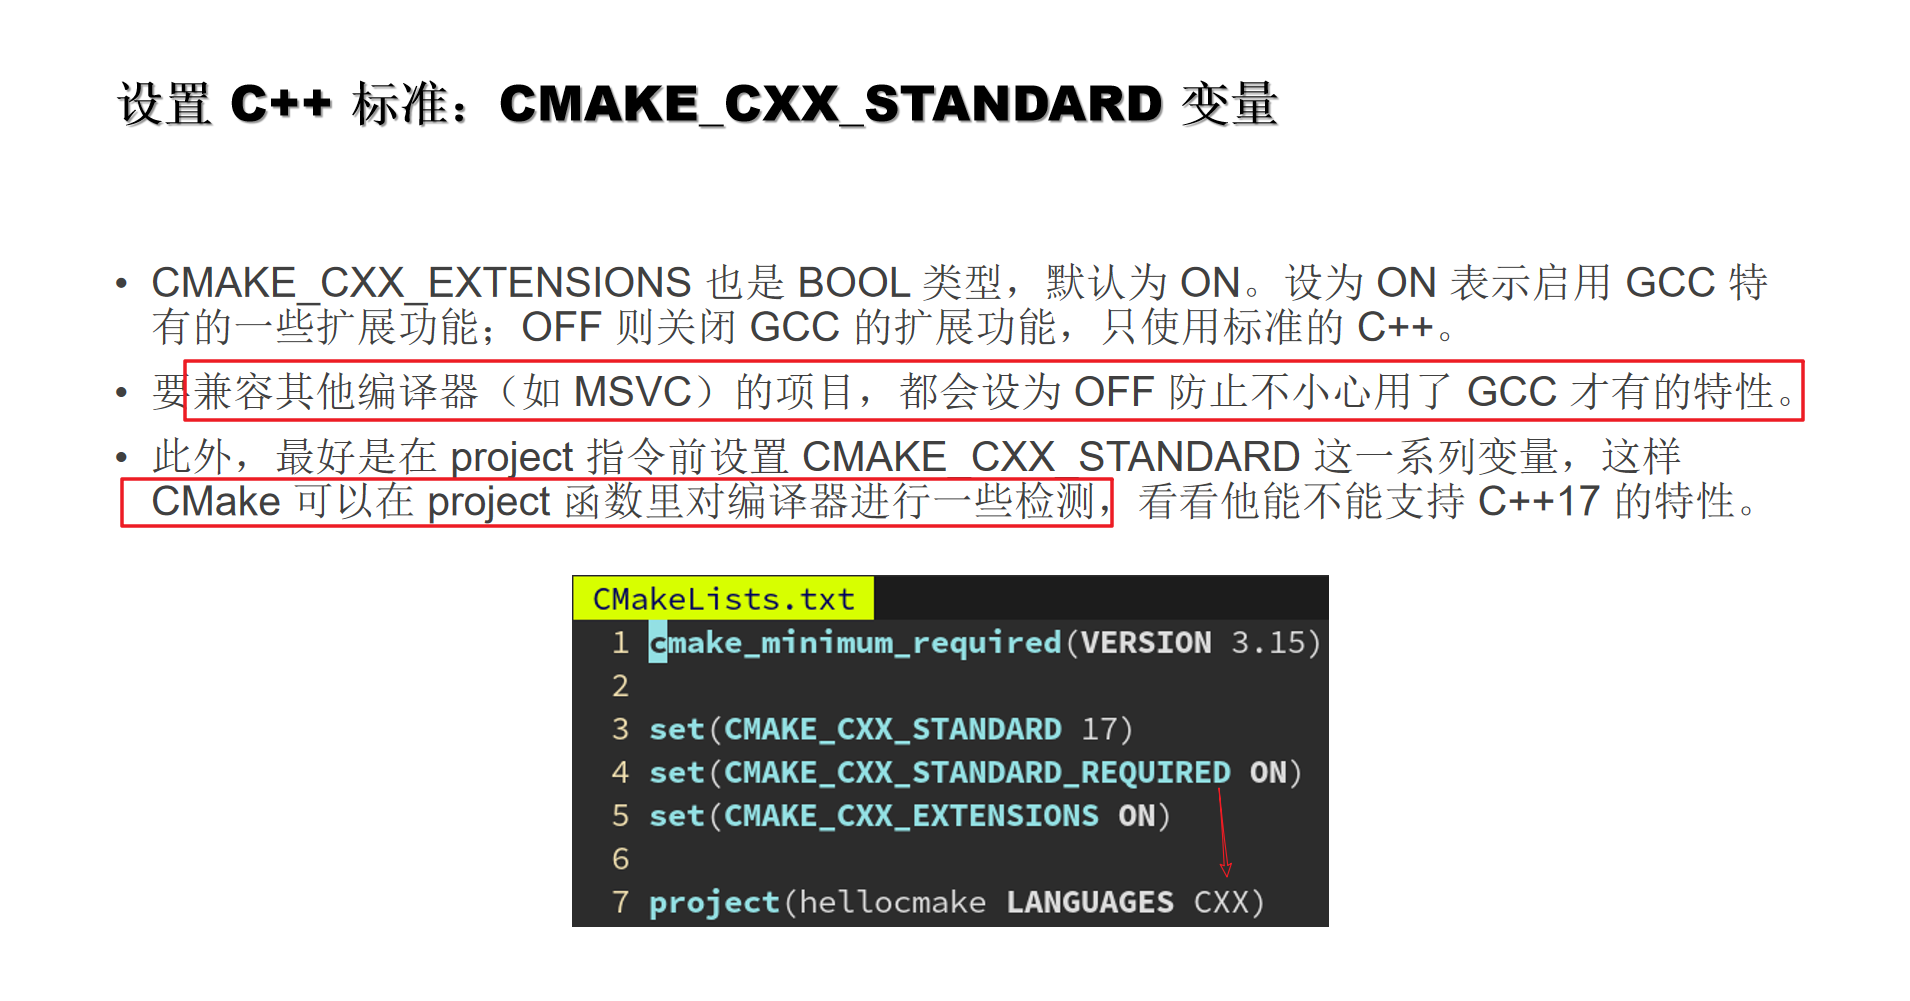 设置 C++ 标准：CMAKE_CXX_STANDARD 变量
• CMAKE_CXX_EXTENSIONS 也是 BOOL 类型，默认为 ON。设为 ON 表示启用 GCC 特
有的一些扩展功能；OFF 则关闭 GCC 的扩展功能，只使用标准的 C++。
• 要兼容其他编译器（如 MSVC）的项目，都会设为 OFF 防止不小心用了 GCC 才有的特性。
• 此外，最好是在 project 指令前设置 CMAKE_CXX_STANDARD 这一系列变量，这样
CMake 可以在 project 函数里对编译器进行一些检测，看看他能不能支持 C++17 的特性。
CMakeLists.txt
1 cmake_minimum_required(VERSION 3.15)
2
3 set(CMAKE_CXX_STANDARD 17)
4 set(CMAKE_CXX_STANDARD_REQUIRED ON)
5 set(CMAKE_CXX_EXTENSIONS ON)
6
7 project(hellocmake LANGUAGES CXX)